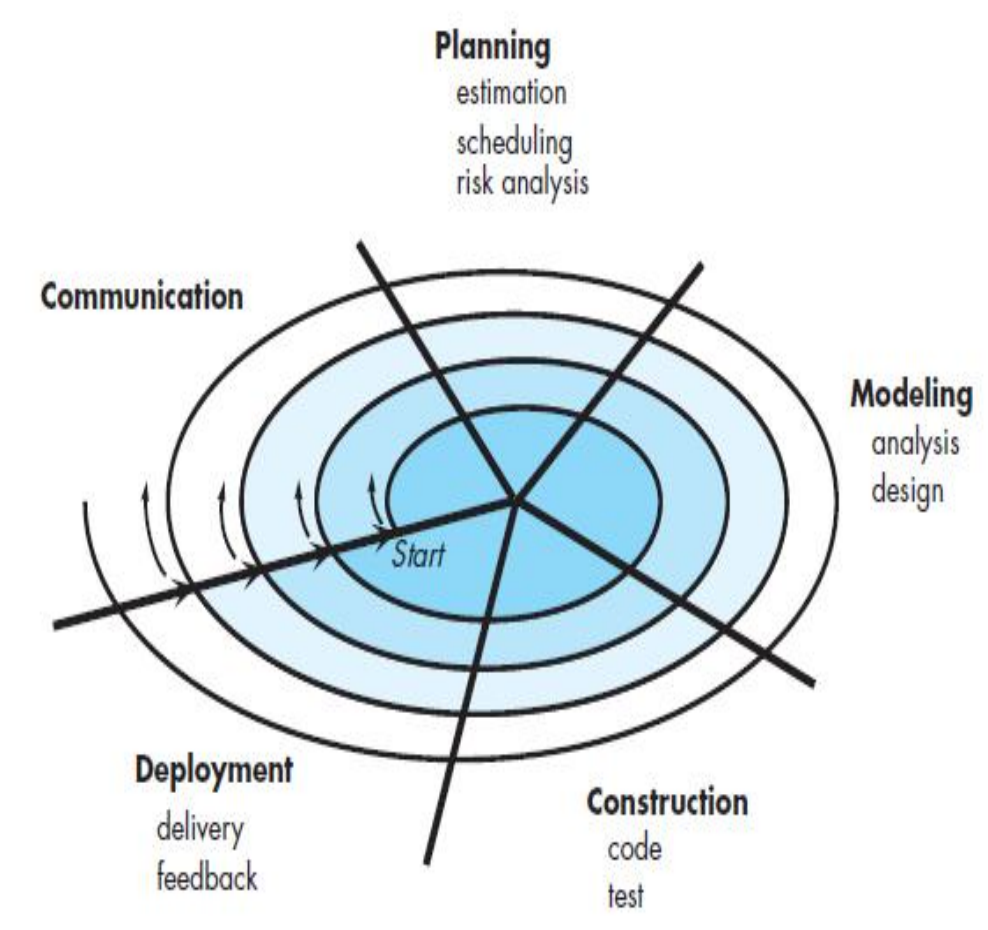 Planning
estimation
scheduling
risk analysis
Communication
Modeling
analysis
design
Start
Deployment
delivery
feedback
Construction
code
test